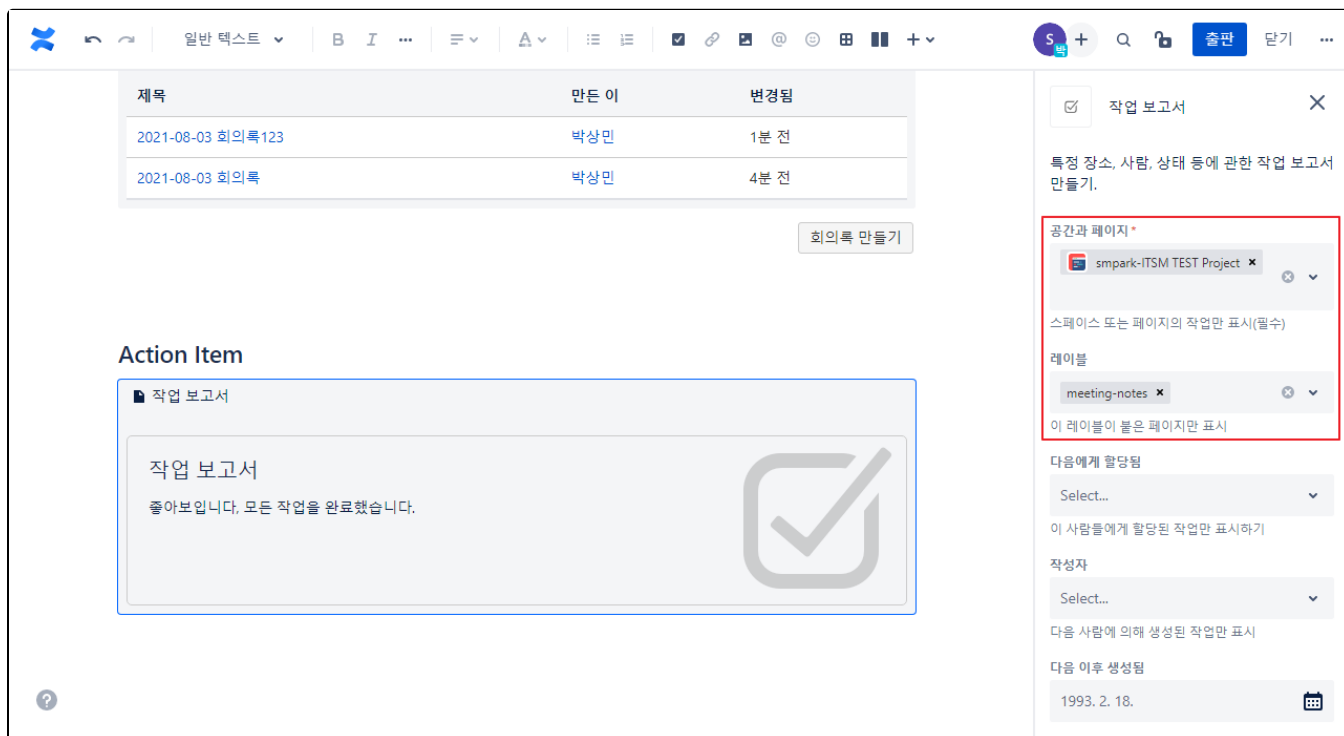 일반 텍스트
B I
A
@
S
박
출판
닫기
제목 만든 이 변경됨
2021-08-03 회의록123 박상민 1분 전
2021-08-03 회의록 박상민 4분 전
회의록 만들기
Action Item
작업 보고서
작업 보고서
좋아보입니다, 모든 작업을 완료했습니다.
작업 보고서
특정 장소, 사람, 상태 등에 관한 작업 보고서
만들기.
공간과 페이지 *
smpark-ITSM TEST Project
스페이스 또는 페이지의 작업만 표시(필수)
레이블
meeting-notes
이 레이블이 붙은 페이지만 표시
다음에게 할당됨
Select...
이 사람들에게 할당된 작업만 표시하기
작성자
Select...
다음 사람에 의해 생성된 작업만 표시
다음 이후 생성됨
1993. 2. 18.